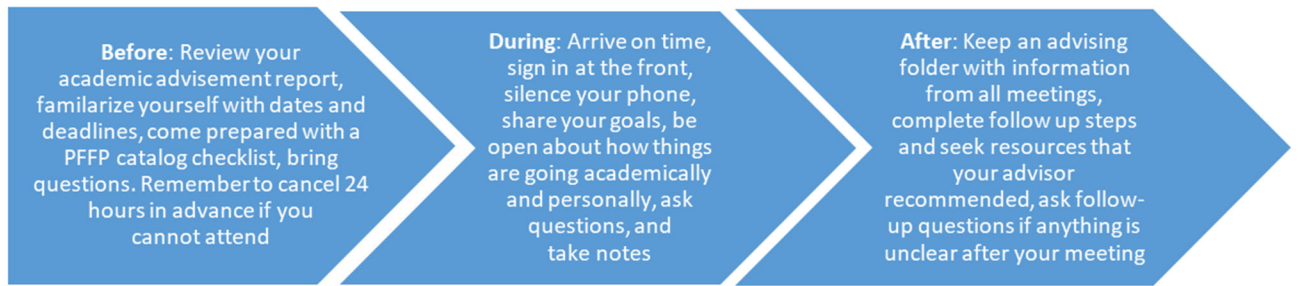 Before: Review your
academic advisement report,
familarize yourself with dates and
deadlines, come prepared with a
PFFP catalog checklist, bring
questions. Remember to cancel 24
hours in advance if you
cannot attend
During: Arrive on time,
sign in at the front,
silence your phone,
share your goals, be
open about how things
are going academically
and personally, ask
questions, and
take notes
After: Keep an advising
folder with information
from all meetings,
complete follow up steps
and seek resources that
your advisor
recommended, ask follow-
up questions if anything is
unclear after your meeting